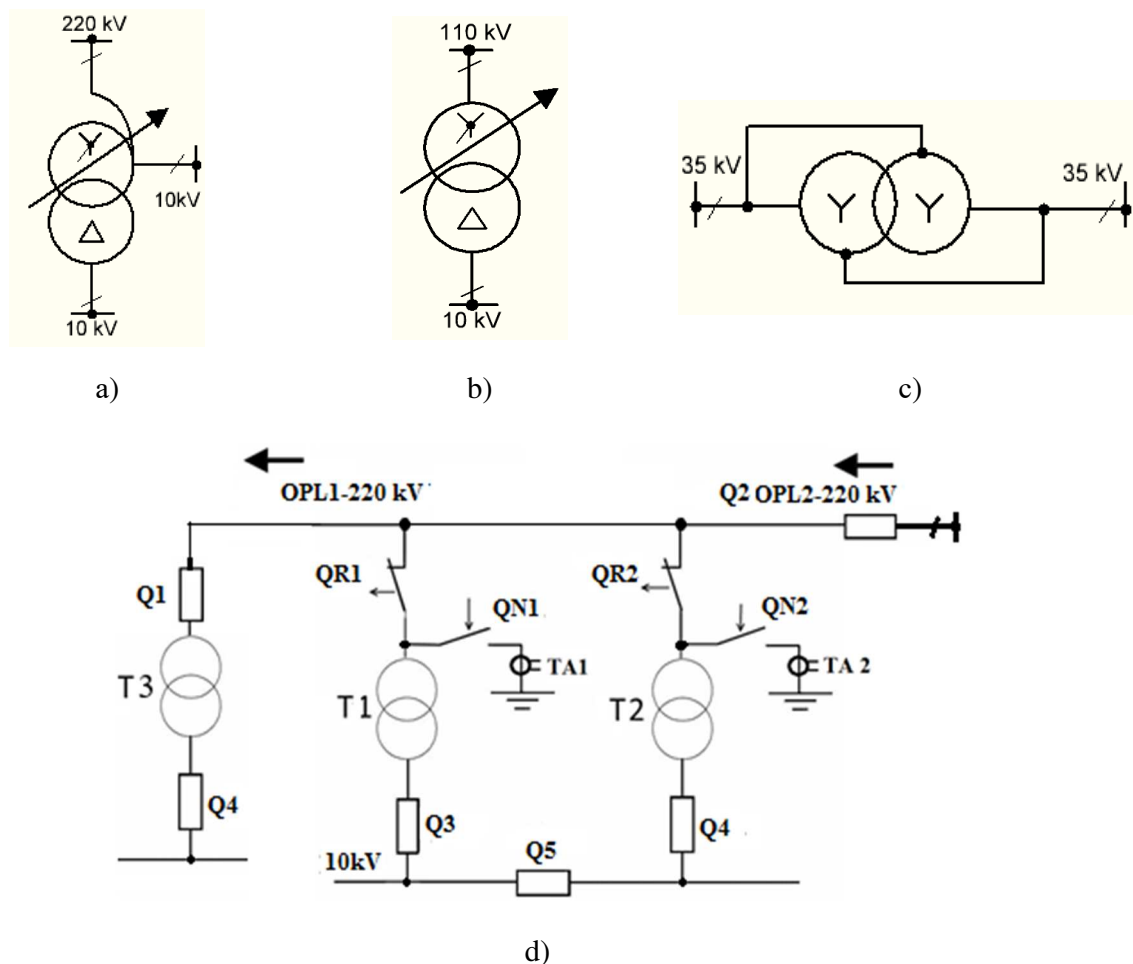 220 kV
10kV
10 kV
a)
110 kV
10 kV
b)
35 kV
35 kV
c)
OPL1-220 kV
Q2 OPL2-220 kV
Q1
QR1
QN1
TA1
QR2
QN2
TA 2
T3
T1
T2
Q4
Q3
Q4
10kV
Q5
d)